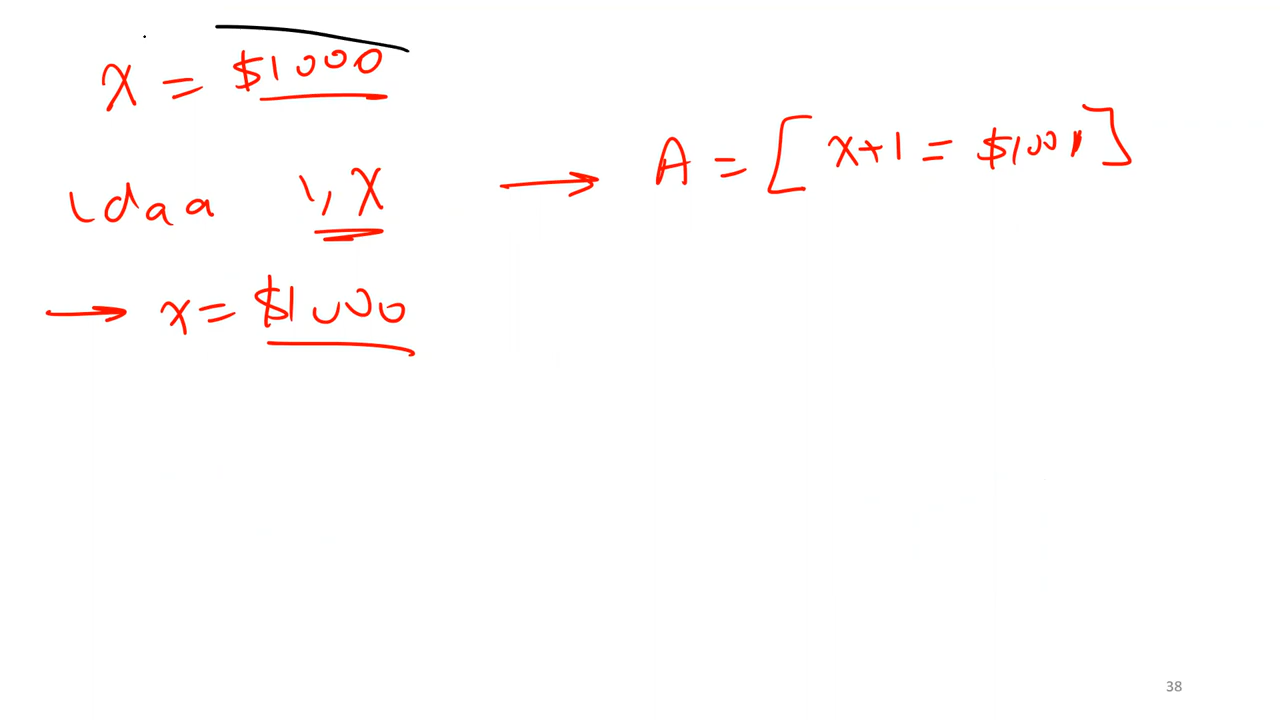 x = $1000
A = [ x+1 = $1001 ]
ldaa 1, X →
→ x = $1000
38